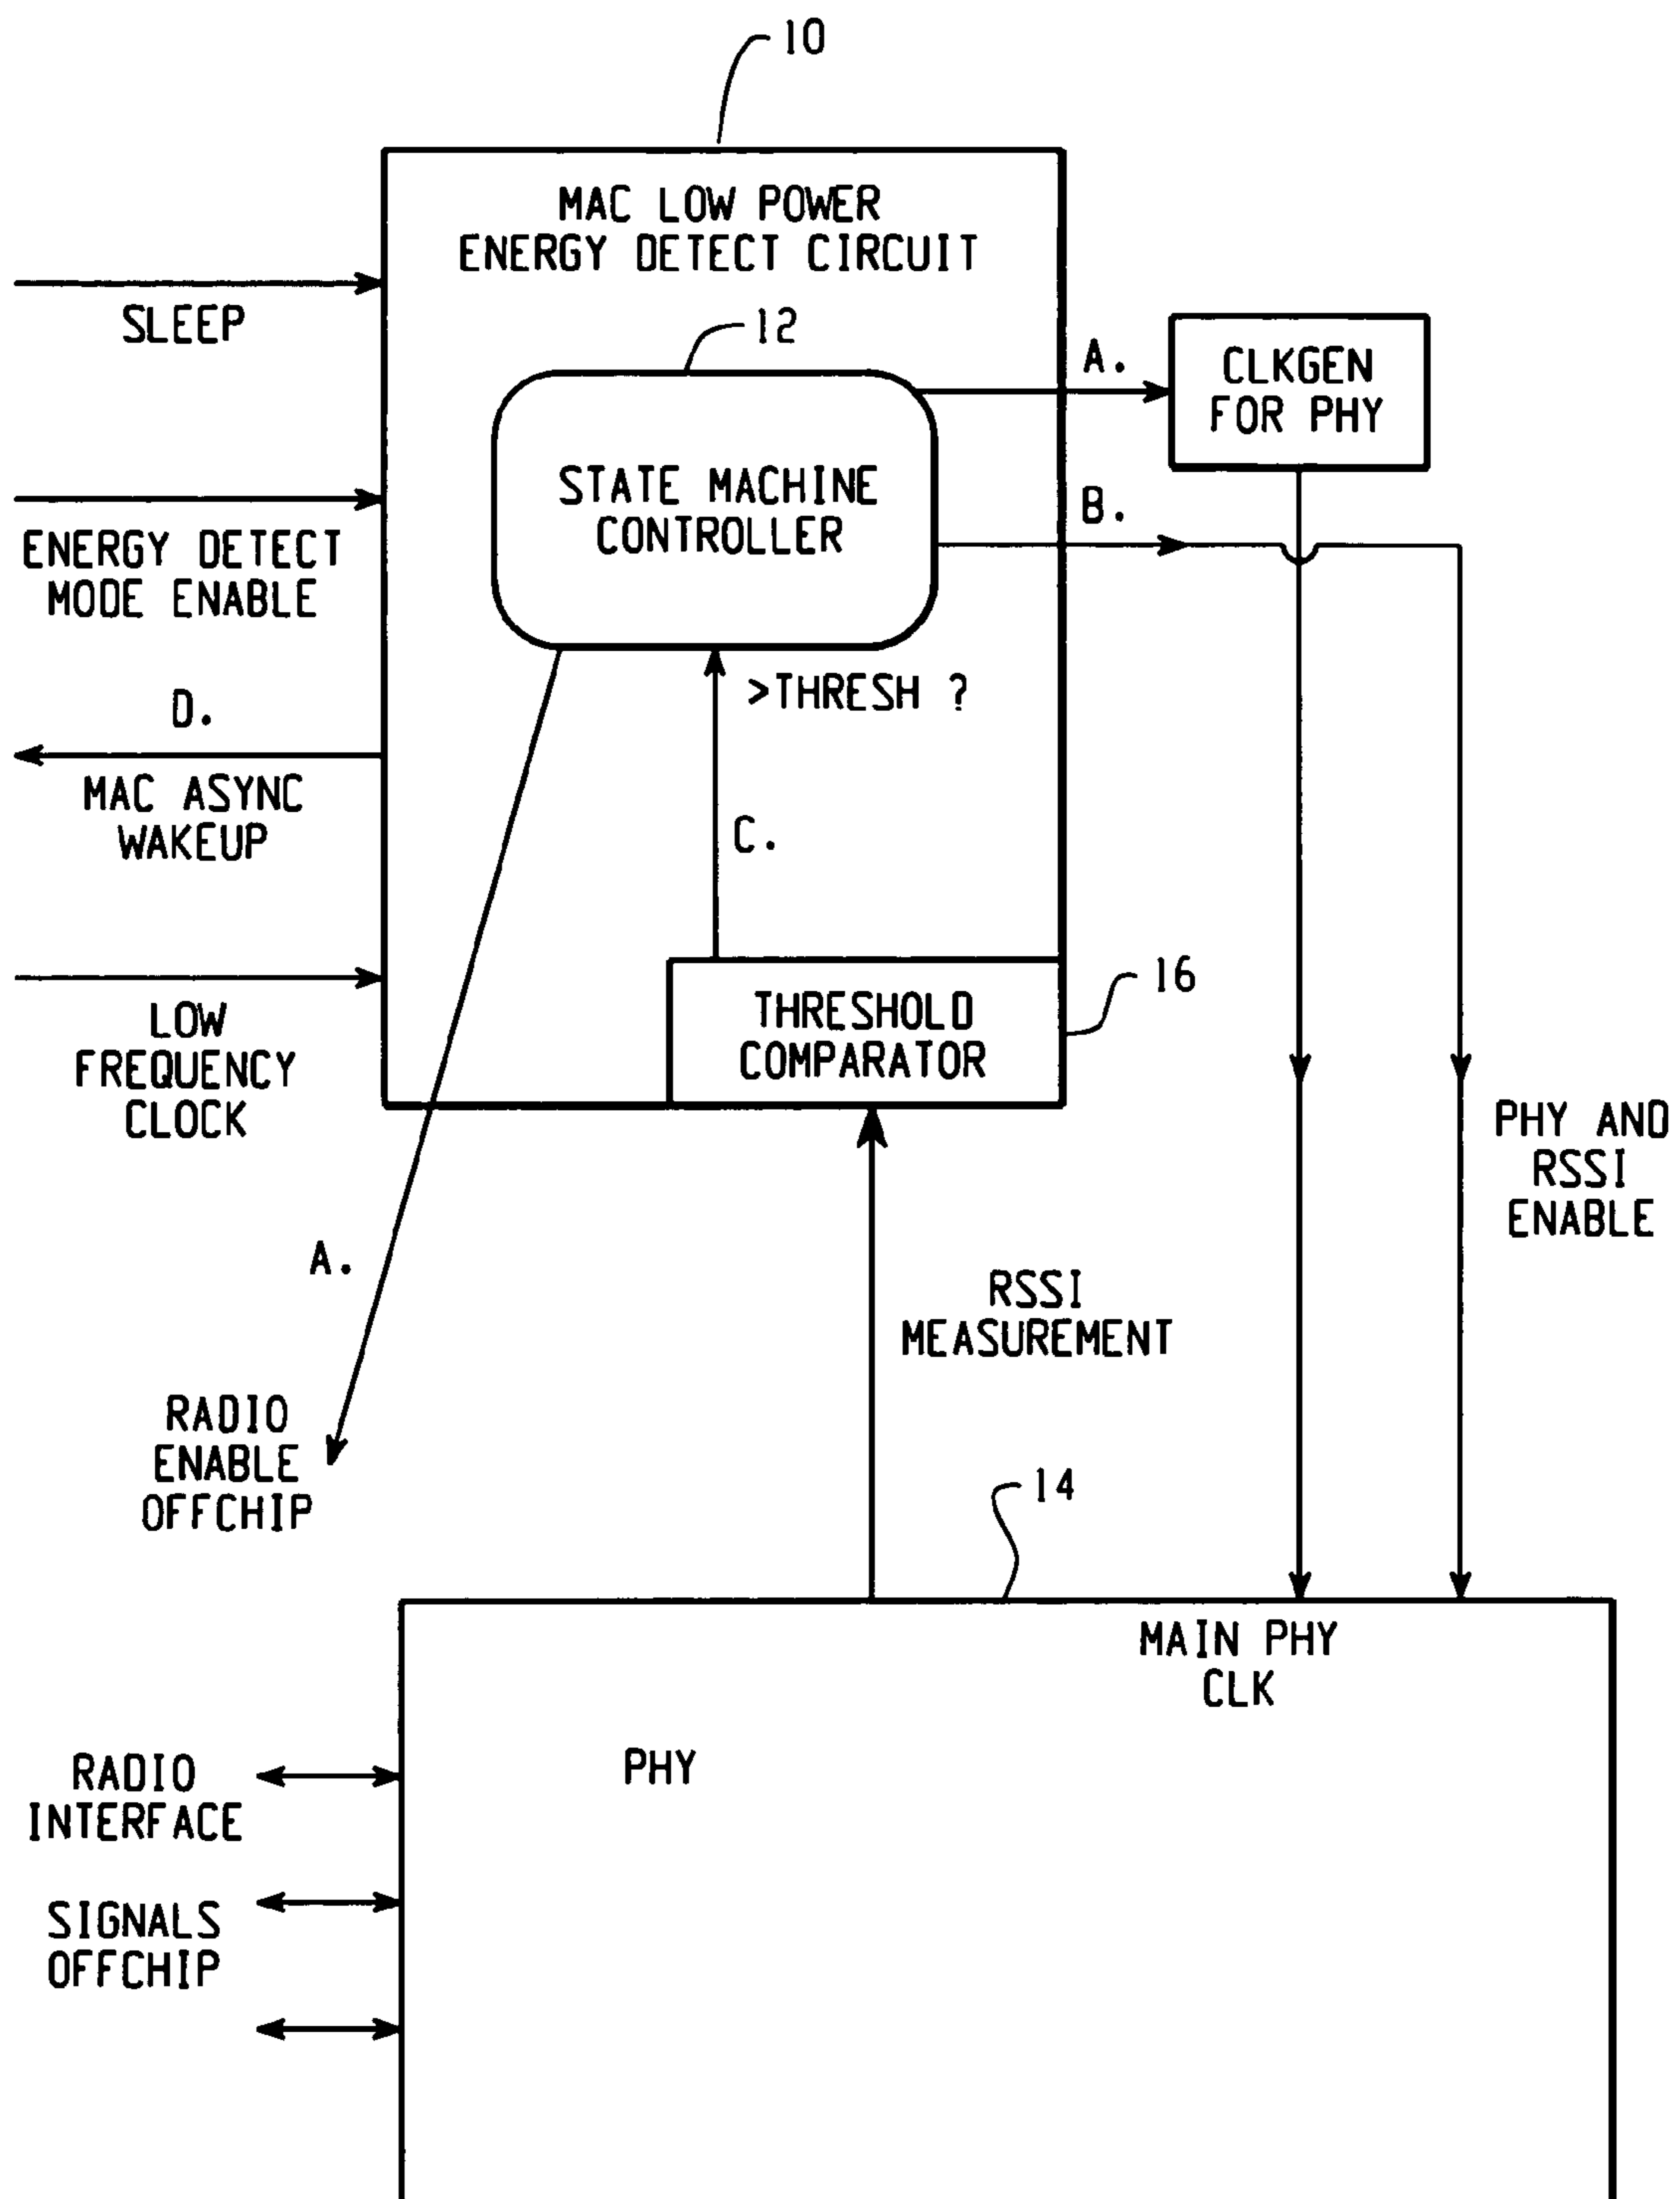 10
MAC LOW POWER
ENERGY DETECT CIRCUIT
SLEEP
12
A.
CLKGEN
FOR PHY
STATE MACHINE
CONTROLLER
B.
ENERGY DETECT
MODE ENABLE
>THRESH ?
D.
MAC ASYNC
WAKEUP
C.
16
THRESHOLD
COMPARATOR
LOW
FREQUENCY
CLOCK
PHY AND
RSSI
ENABLE
A.
RSSI
MEASUREMENT
RADIO
ENABLE
OFFCHIP
14
MAIN PHY
CLK
PHY
RADIO
INTERFACE
SIGNALS
OFFCHIP